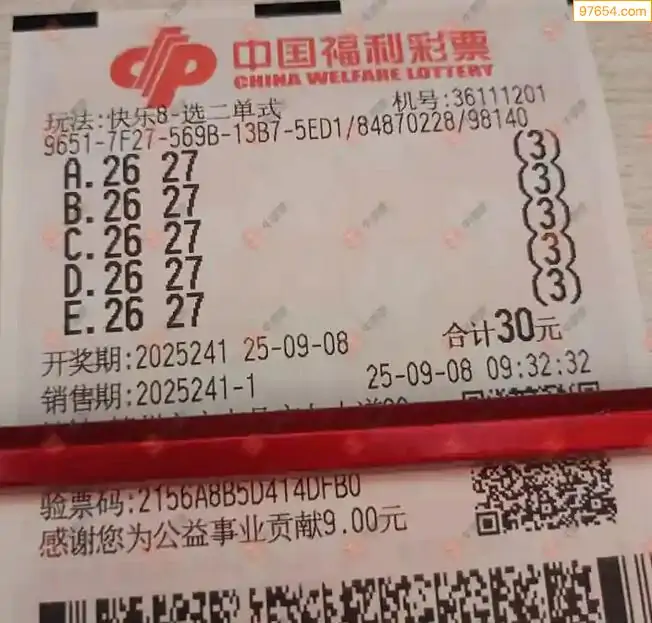 97654.com
中国福利彩票
CHINA WELFARE LOTTERY
玩法:快乐8-选二单式 机号:36111201
9651-7F27-569B-13B7-5ED1/84870228/98140
A.26 27 (3)
B.26 27 (3)
C.26 27 (3)
D.26 27 (3)
E.26 27 (3)
合计30元
开奖期:2025241 25-09-08
销售期:2025241-1 25-09-08 09:32:32
验票码:2156A8B5D414DFB0
感谢您为公益事业贡献9.00元